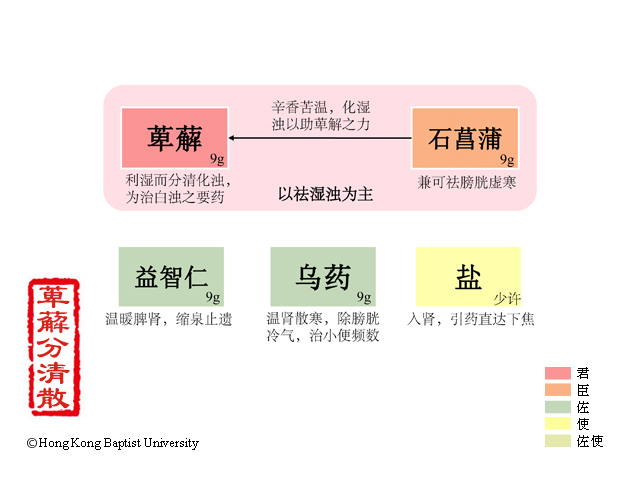 辛香苦温，化湿
浊以助萆解之力
萆薢
9g
石菖蒲
9g
利湿而分清化浊，
为治白浊之要药
以祛湿浊为主
兼可祛膀胱虚寒
益智仁
9g
乌药
9g
盐
少许
温暖脾肾，缩泉止遗
温肾散寒，除膀胱
冷气，治小便频数
入肾，引药直达下焦
萆薢分清散
君
臣
佐
使
佐使
©Hong Kong Baptist University